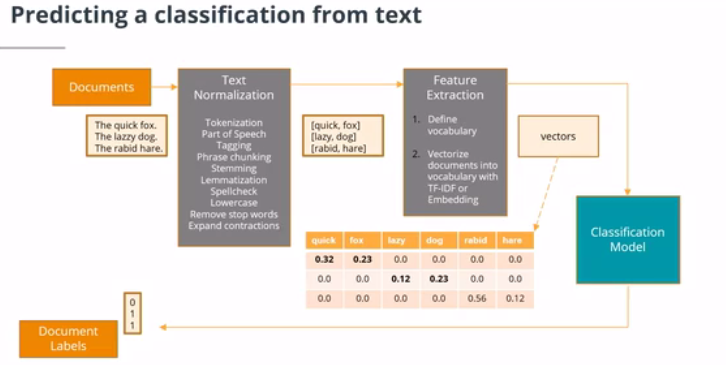 Predicting a classification from text
Documents
The quick fox.
The lazzy dog.
The rabid hare.
Text
Normalization
Tokenization
Part of Speech
Tagging
Phrase chunking
Stemming
Lemmatization
Spellcheck
Lowercase
Remove stop words
Expand contractions
[quick, fox]
[lazy, dog]
[rabid, hare]
Feature
Extraction
1. Define
vocabulary
2. Vectorize
documents into
vocabulary with
TF-IDF or
Embedding
vectors
quick fox lazy dog rabid hare
0.32 0.23 0.0 0.0 0.0 0.0
0.0 0.0 0.12 0.23 0.0 0.0
0.0 0.0 0.0 0.0 0.56 0.12
Classification
Model
0
1
1
Document
Labels